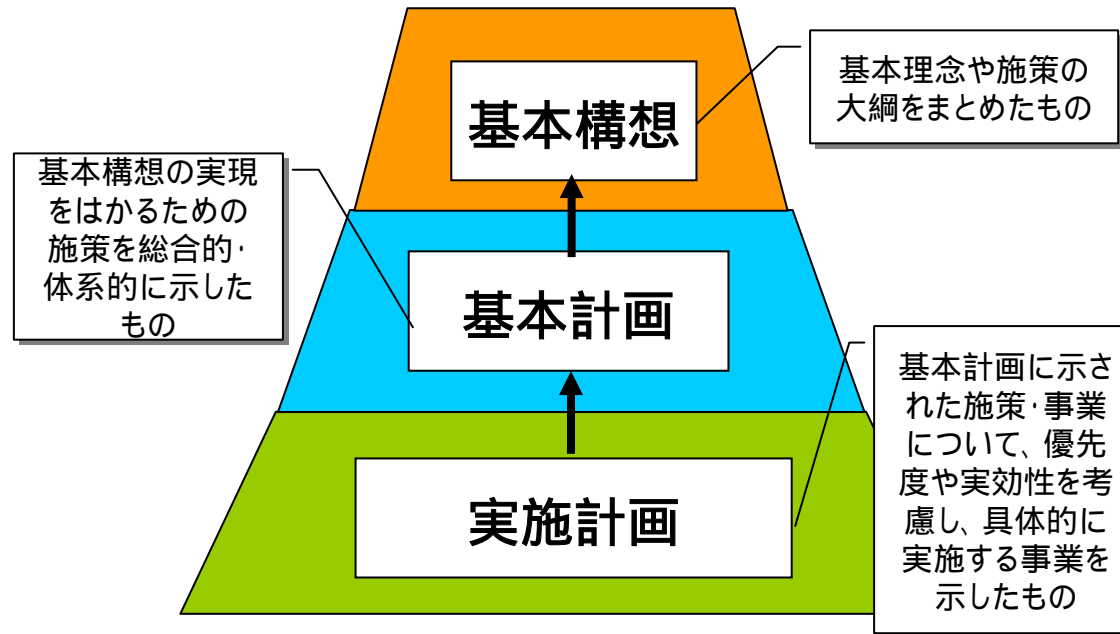 基本構想
基本理念や施策の
大綱をまとめたもの
基本構想の実現
をはかるための
施策を総合的・
体系的に示した
もの
基本計画
基本計画に示さ
れた施策・事業
について、優先
度や実効性を考
慮し、具体的に
実施する事業を
示したもの
実施計画